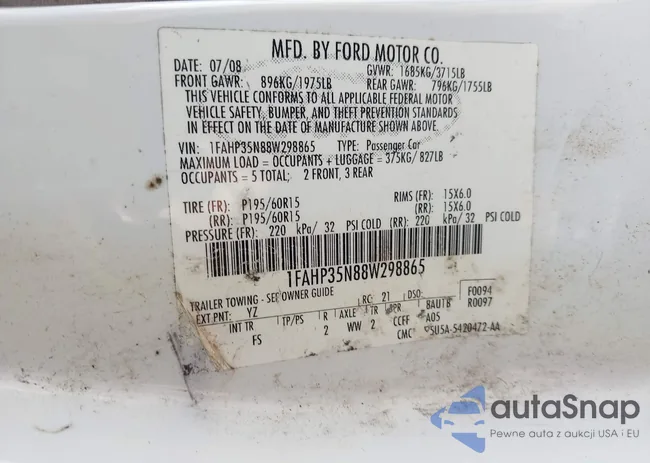 MFD. BY FORD MOTOR CO.
DATE: 07/08 GVWR: 1685KG/3715LB
FRONT GAWR: 896KG/1975LB REAR GAWR: 796KG/1755LB
THIS VEHICLE CONFORMS TO ALL APPLICABLE FEDERAL MOTOR
VEHICLE SAFETY, BUMPER, AND THEFT PREVENTION STANDARDS
IN EFFECT ON THE DATE OF MANUFACTURE SHOWN ABOVE.
VIN: 1FAHP35N88W298865 TYPE: Passenger Car
MAXIMUM LOAD = OCCUPANTS + LUGGAGE = 375KG/ 827LB
OCCUPANTS = 5 TOTAL; 2 FRONT, 3 REAR
TIRE (FR): P195/60R15 RIMS (FR): 15X6.0
(RR): P195/60R15 (RR): 15X6.0
PRESSURE (FR): 220 kPa/ 32 PSI COLD (RR): 220 kPa/ 32 PSI COLD
1FAHP35N88W298865
TRAILER TOWING - SEE OWNER GUIDE RC: 21 DSO: F0094
EXT PNT: YZ R0097
INT TR TP/PS R AXLE TR SPR 8AUTB
FS 2 WW 2 CCFF A05
CMC 5U5A-5420472-AA
autaSnap
Pewne auta z aukcji USA i EU